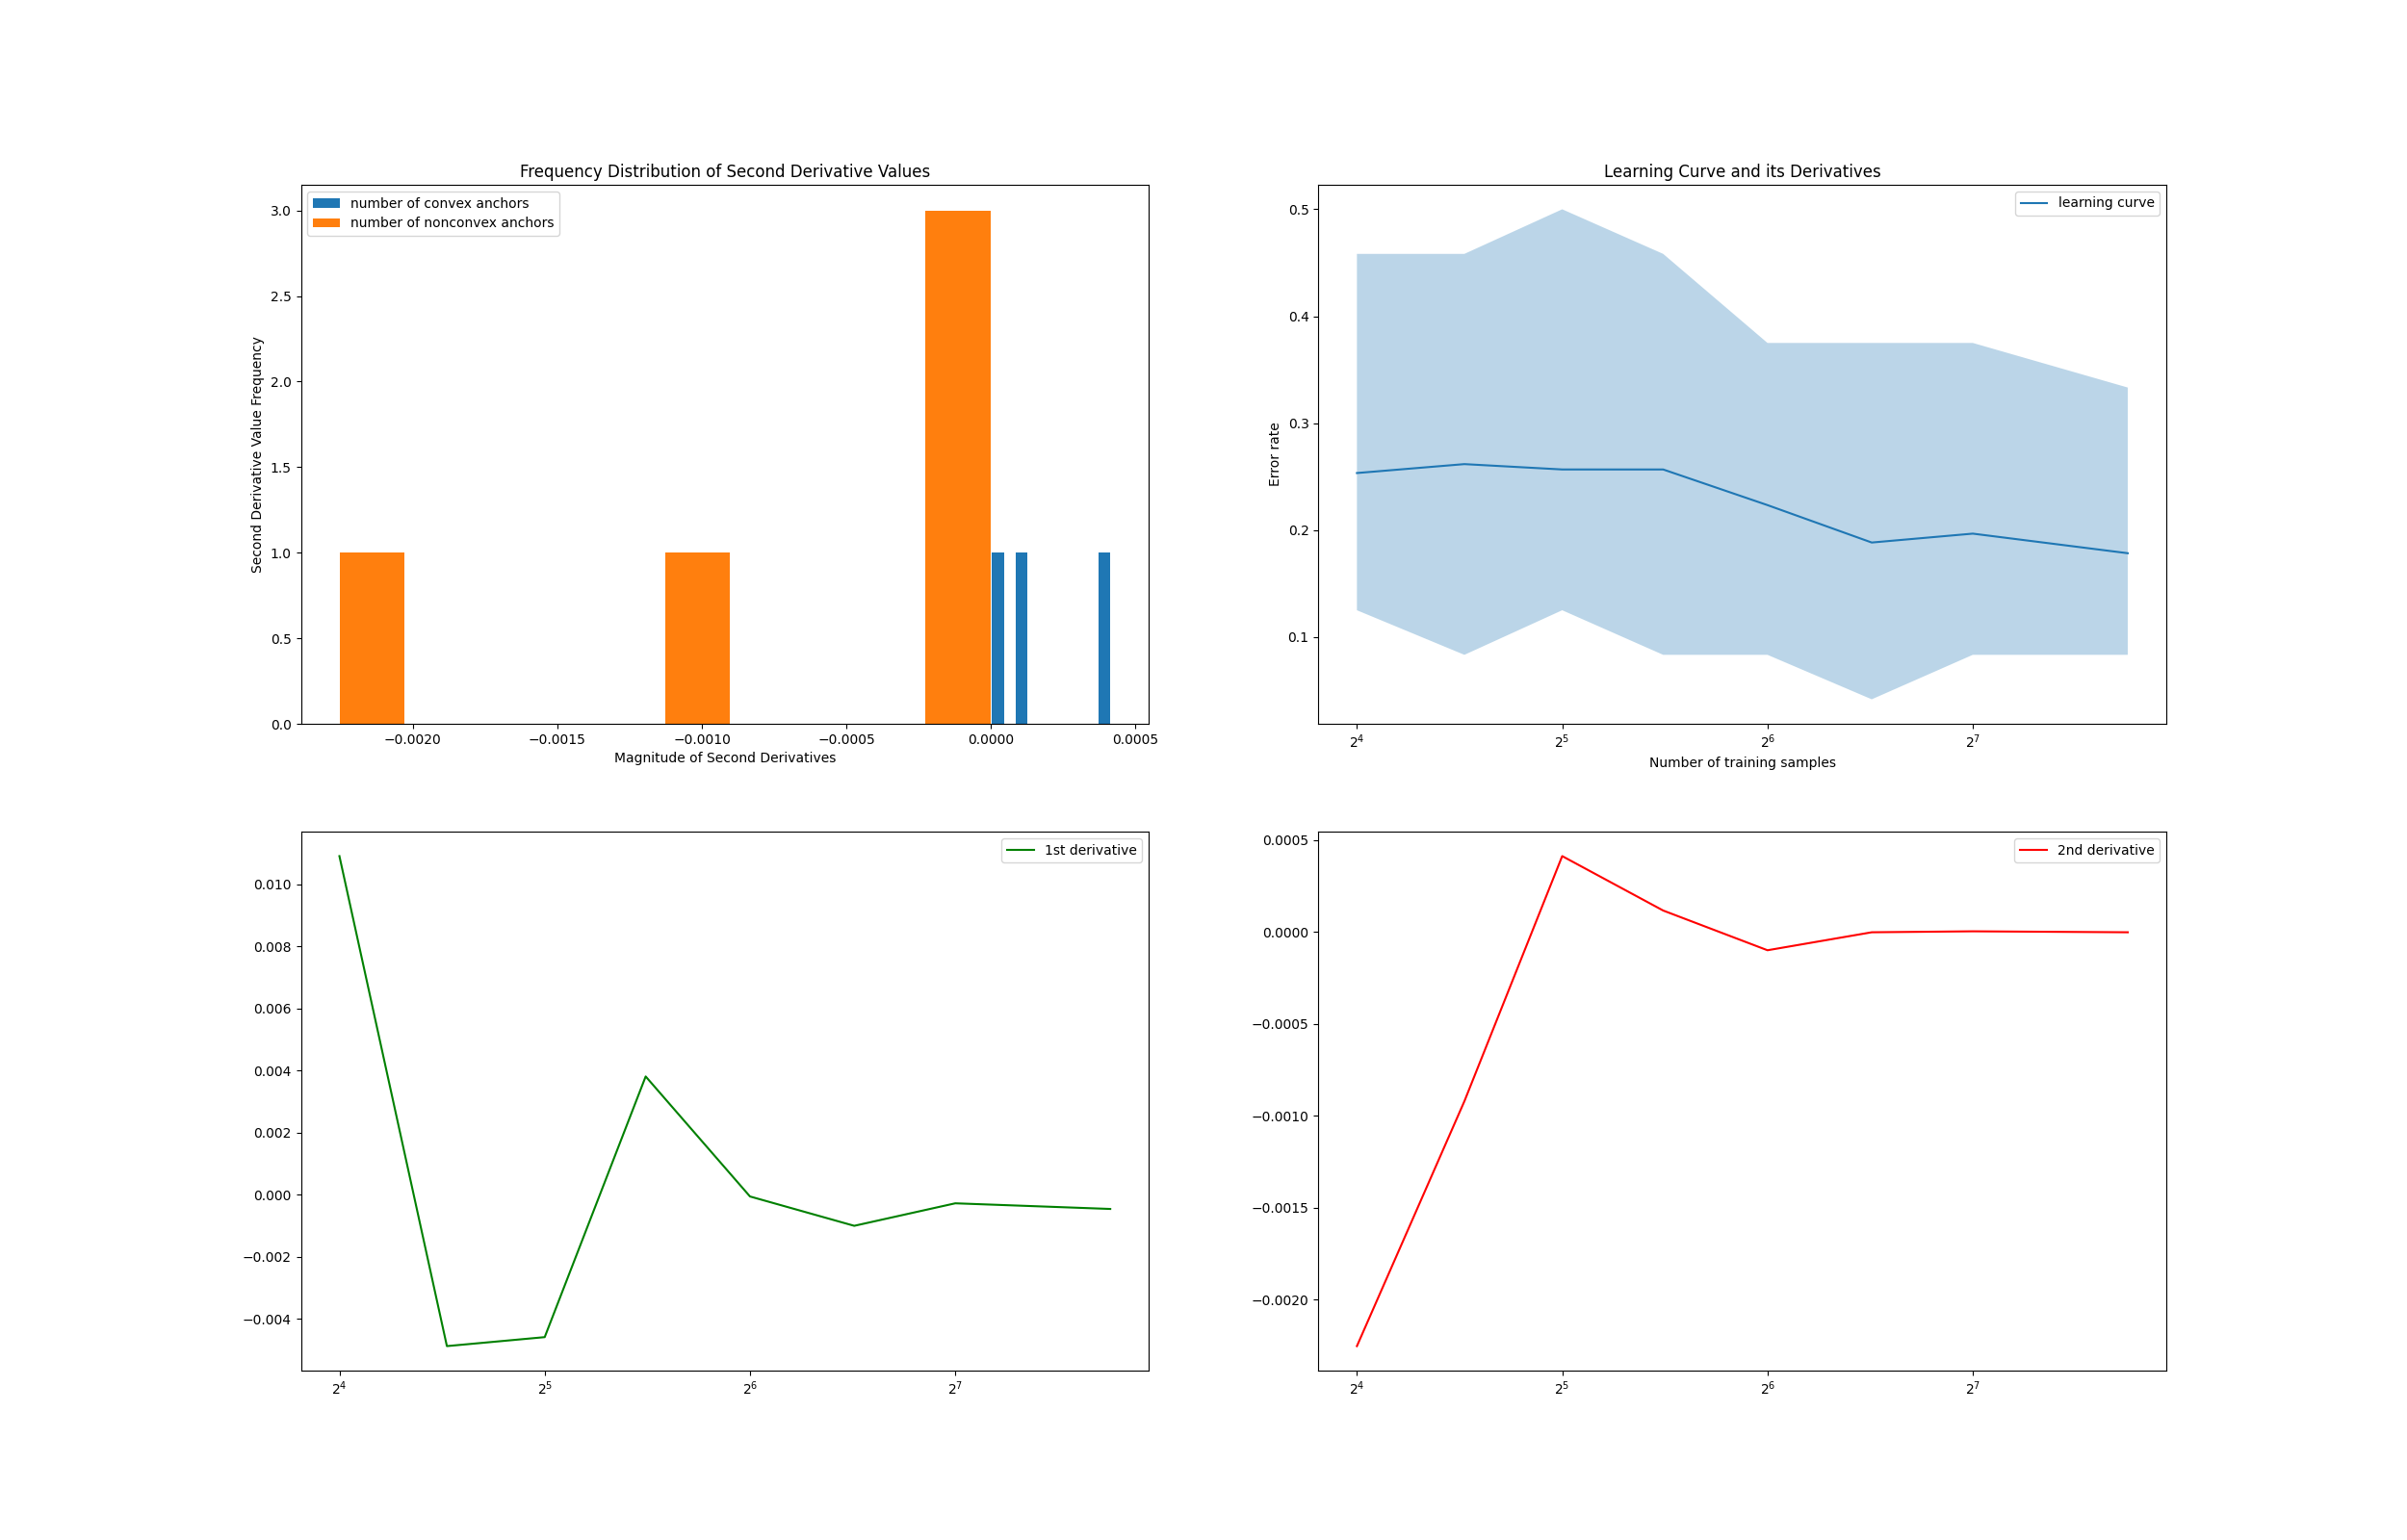 Frequency Distribution of Second Derivative Values
number of convex anchors
number of nonconvex anchors
3.0
2.5
2.0
1.5
1.0
0.5
0.0
Second Derivative Value Frequency
−0.0020 −0.0015 −0.0010 −0.0005 0.0000 0.0005
Magnitude of Second Derivatives
Learning Curve and its Derivatives
learning curve
0.5
0.4
0.3
0.2
0.1
Error rate
2⁴ 2⁵ 2⁶ 2⁷
Number of training samples
1st derivative
0.010
0.008
0.006
0.004
0.002
0.000
−0.002
−0.004
2⁴ 2⁵ 2⁶ 2⁷
2nd derivative
0.0005
0.0000
−0.0005
−0.0010
−0.0015
−0.0020
2⁴ 2⁵ 2⁶ 2⁷